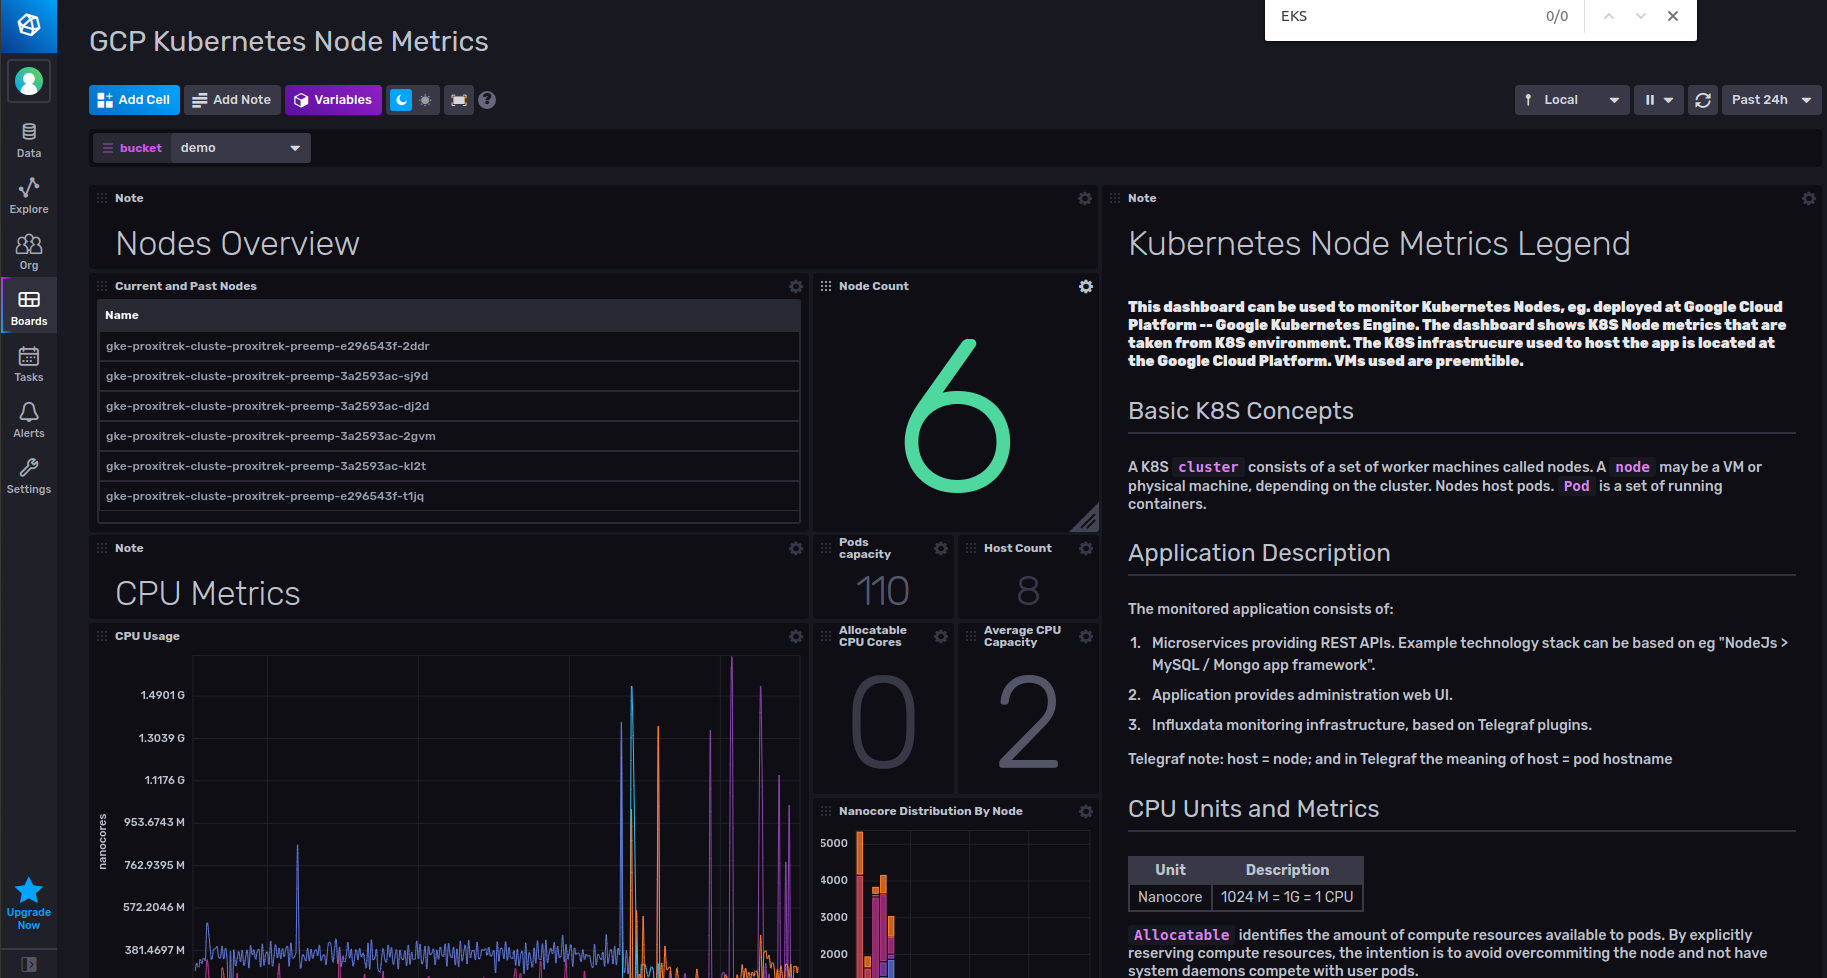 EKS 0/0
GCP Kubernetes Node Metrics
Add Cell Add Note Variables
Local Past 24h
bucket demo
Data
Explore
Org
Boards
Tasks
Alerts
Settings
Upgrade
Now
Note
Nodes Overview
Current and Past Nodes
Name
gke-proxitrek-cluste-proxitrek-preemp-e296543f-2ddr
gke-proxitrek-cluste-proxitrek-preemp-3a2593ac-sj9d
gke-proxitrek-cluste-proxitrek-preemp-3a2593ac-dj2d
gke-proxitrek-cluste-proxitrek-preemp-3a2593ac-2gvm
gke-proxitrek-cluste-proxitrek-preemp-3a2593ac-kl2t
gke-proxitrek-cluste-proxitrek-preemp-e296543f-t1jq
Node Count
6
Note
CPU Metrics
Pods
capacity
110
Host Count
8
CPU Usage
1.4901 G
1.3039 G
1.1176 G
953.6743 M
762.9395 M
572.2046 M
381.4697 M
nanocores
Allocatable
CPU Cores
0
Average CPU
Capacity
2
Nanocore Distribution By Node
5000
4000
3000
2000
Note
Kubernetes Node Metrics Legend
This dashboard can be used to monitor Kubernetes Nodes, eg. deployed at Google Cloud
Platform -- Google Kubernetes Engine. The dashboard shows K8S Node metrics that are
taken from K8S environment. The K8S infrastrucure used to host the app is located at
the Google Cloud Platform. VMs used are preemtible.
Basic K8S Concepts
A K8S cluster consists of a set of worker machines called nodes. A node may be a VM or
physical machine, depending on the cluster. Nodes host pods. Pod is a set of running
containers.
Application Description
The monitored application consists of:
1. Microservices providing REST APIs. Example technology stack can be based on eg "NodeJs >
MySQL / Mongo app framework".
2. Application provides administration web UI.
3. Influxdata monitoring infrastructure, based on Telegraf plugins.
Telegraf note: host = node; and in Telegraf the meaning of host = pod hostname
CPU Units and Metrics
Unit Description
Nanocore 1024 M = 1G = 1 CPU
Allocatable identifies the amount of compute resources available to pods. By explicitly
reserving compute resources, the intention is to avoid overcommiting the node and not have
system daemons compete with user pods.